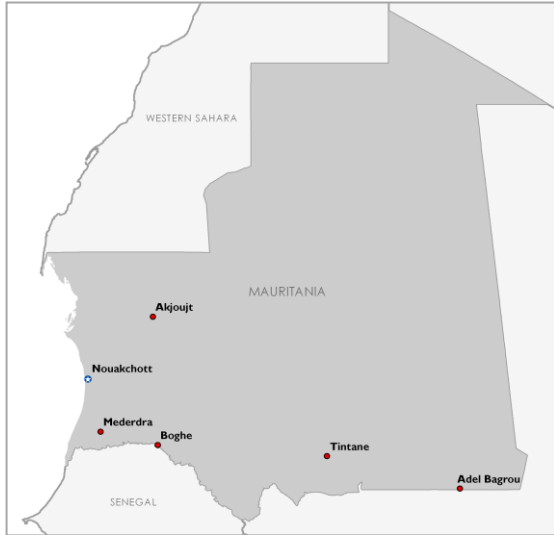 WESTERN SAHARA
MAURITANIA
Akjoujt
Nouakchott
Mederdra
Boghe
Tintane
Adel Bagrou
SENEGAL